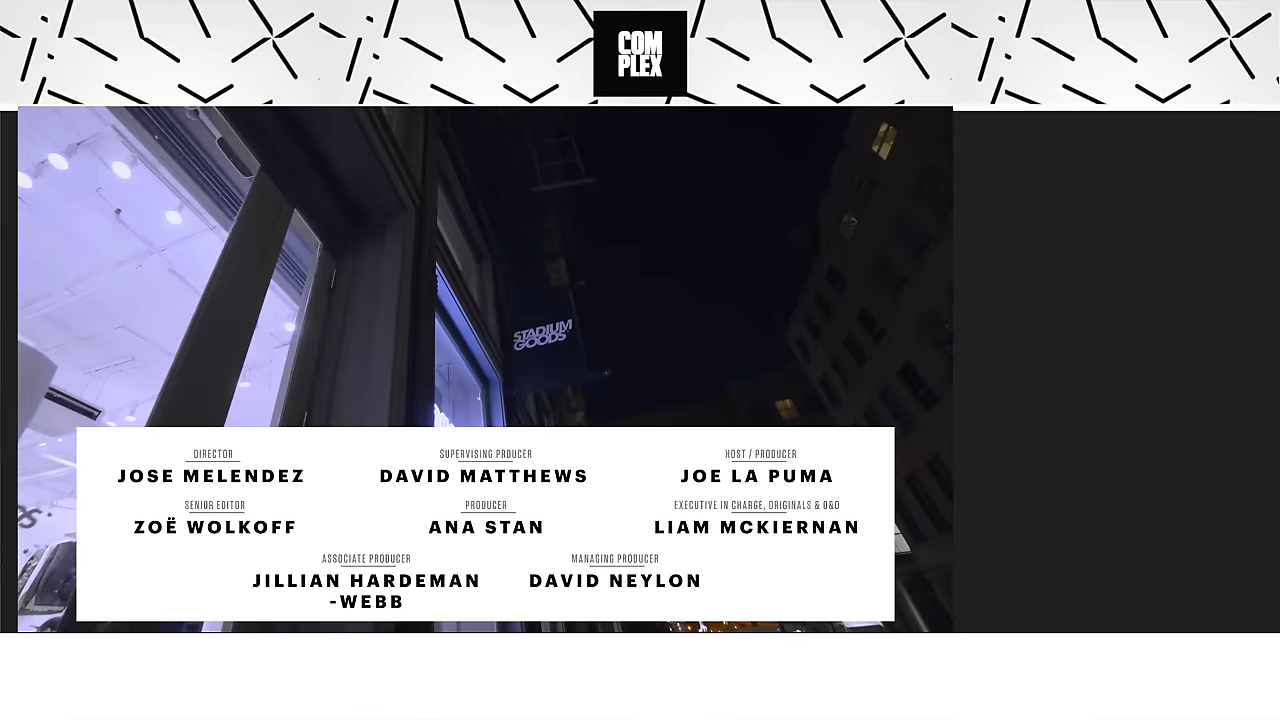 COM
PLEX
STADIUM
GOODS
DIRECTOR
JOSE MELENDEZ
SUPERVISING PRDUCER
DAVID MATTHEWS
HOST / PRODUCER
JOE LA PUMA
SENIOR EDITOR
ZOË WOLKOFF
PRODUCER
ANA STAN
EXECUTIVE IN CHARGE, ORIGINALS & O&O
LIAM MCKIERNAN
ASSOCIATE PRODUCER
JILLIAN HARDEMAN
-WEBB
MANAGING PRODUCER
DAVID NEYLON